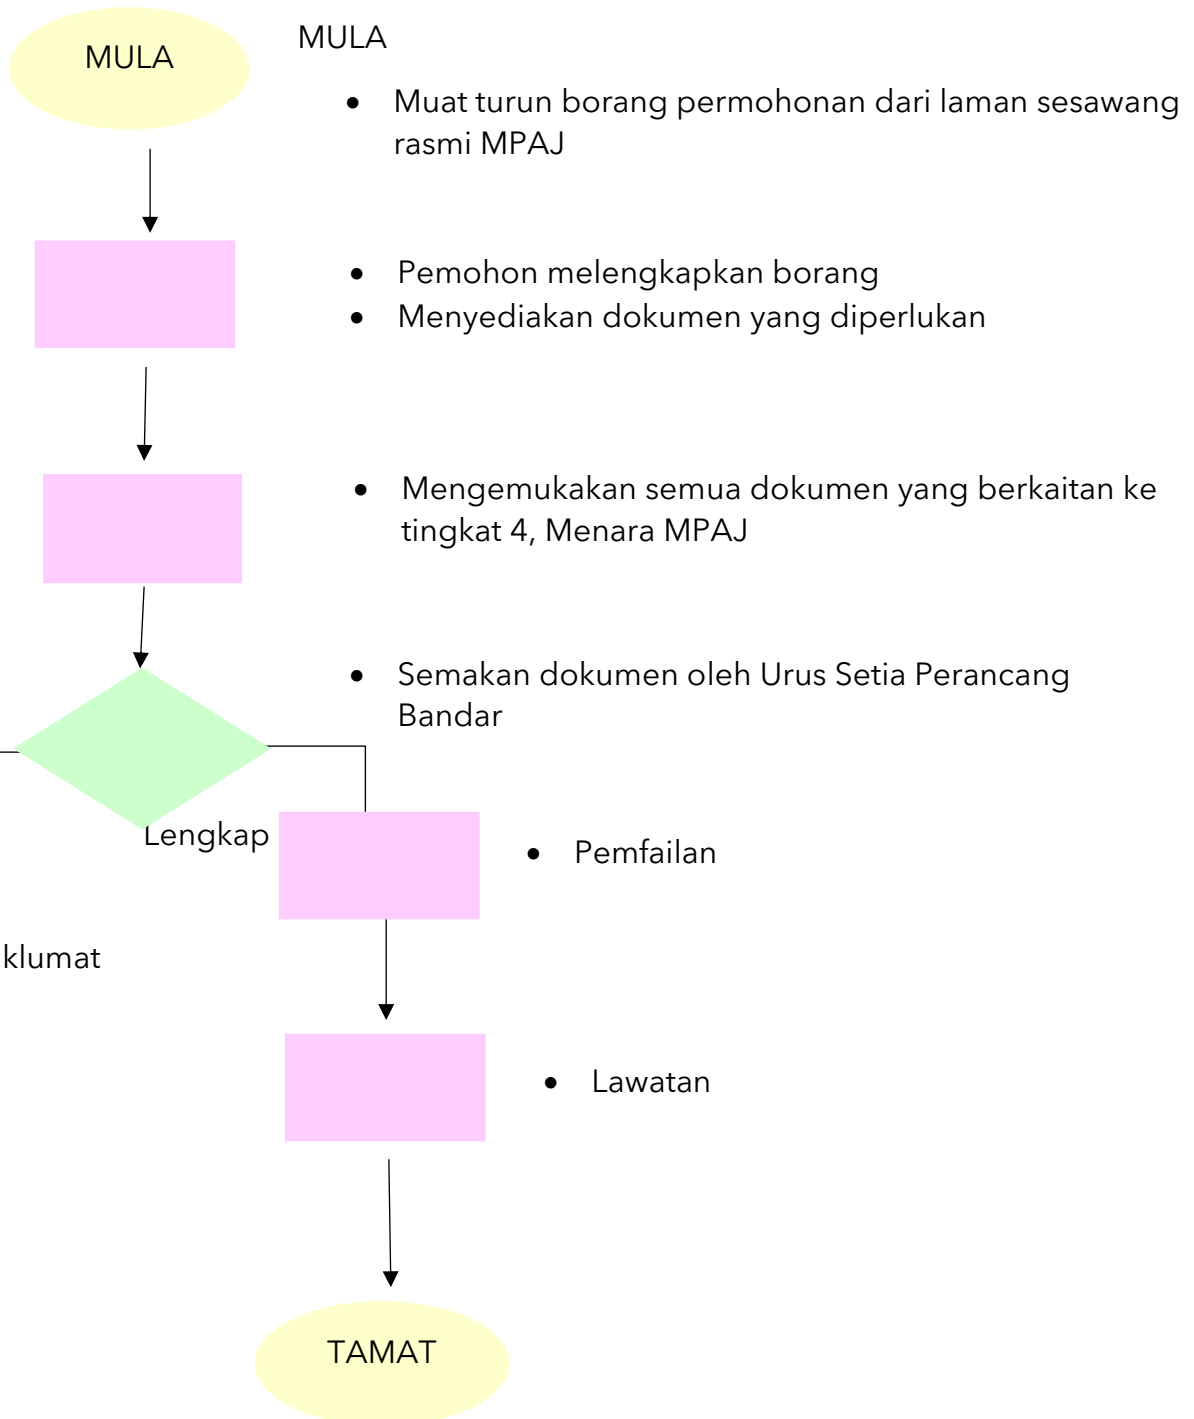 MULA
MULA
• Muat turun borang permohonan dari laman sesawang
rasmi MPAJ
• Pemohon melengkapkan borang
• Menyediakan dokumen yang diperlukan
• Mengemukakan semua dokumen yang berkaitan ke
tingkat 4, Menara MPAJ
• Semakan dokumen oleh Urus Setia Perancang
Bandar
Lengkap
• Pemfailan
klumat
• Lawatan
TAMAT